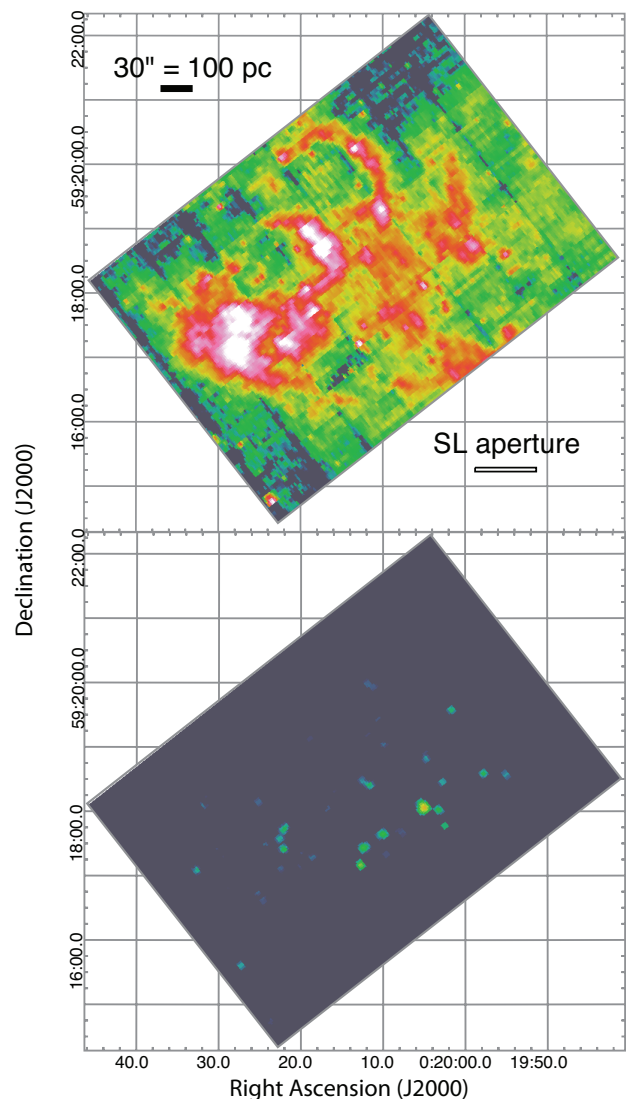 22:00.0
30" = 100 pc
59:20:00.0
18:00.0
16:00.0
SL aperture
Declination (J2000)
22:00.0
59:20:00.0
18:00.0
16:00.0
40.0 30.0 20.0 10.0 0:20:00.0 19:50.0
Right Ascension (J2000)